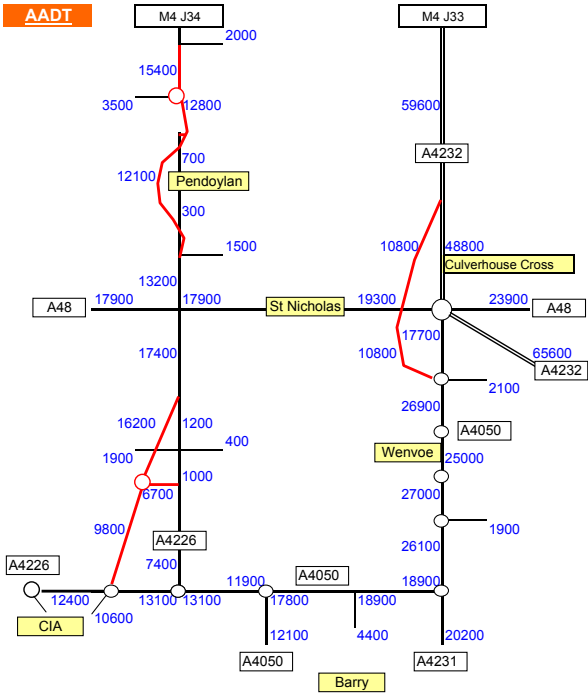 AADT
M4 J34
M4 J33
2000
15400
3500
12800
59600
A4232
700
12100
Pendoylan
300
1500
10800
48800
Culverhouse Cross
13200
A48
17900
17900
St Nicholas
19300
23900
A48
17700
17400
10800
65600
A4232
2100
26900
16200
1200
A4050
400
1900
Wenvoe
25000
1000
6700
27000
9800
1900
A4226
26100
A4226
7400
11900
A4050
18900
12400
13100
13100
17800
18900
10600
CIA
12100
4400
20200
A4050
A4231
Barry